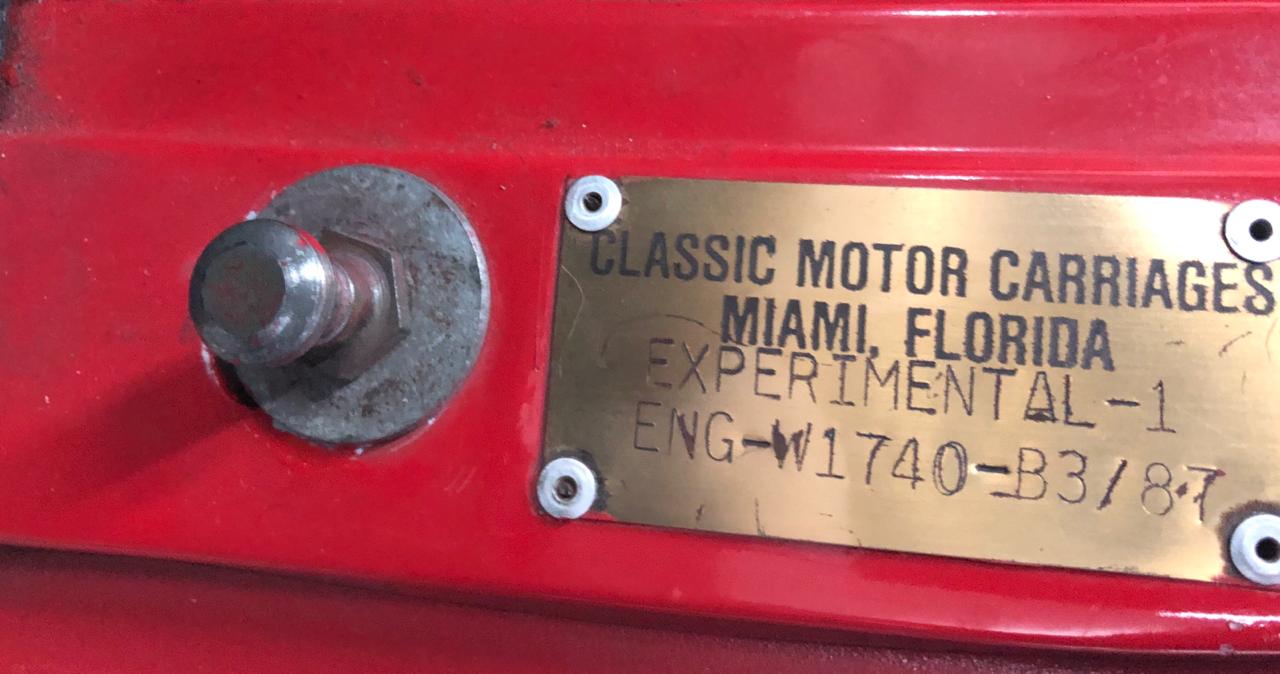 CLASSIC MOTOR CARRIAGES
MIAMI, FLORIDA
EXPERIMENTAL-1
ENG-W1740-B3/87